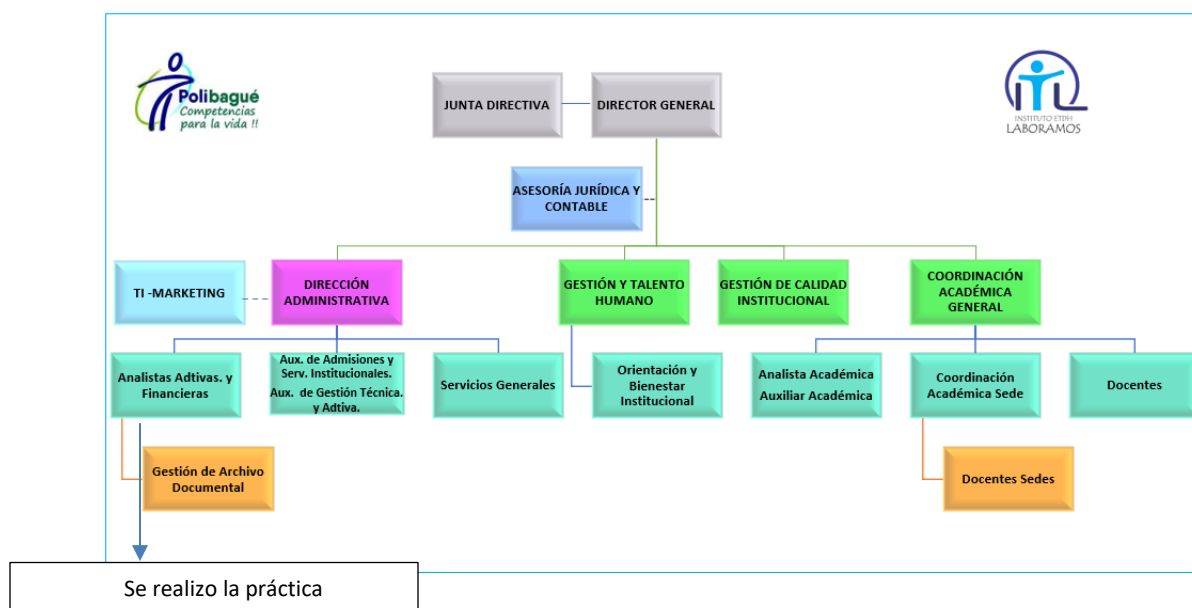 Polibagué
Competencias
para la vida !!
JUNTA DIRECTIVA
DIRECTOR GENERAL
INSTITUTO ETDH
LABORAMOS
ASESORÍA JURÍDICA Y
CONTABLE
TI -MARKETING
DIRECCIÓN
ADMINISTRATIVA
GESTIÓN Y TALENTO
HUMANO
GESTIÓN DE CALIDAD
INSTITUCIONAL
COORDINACIÓN
ACADÉMICA
GENERAL
Analistas Adtivas. y
Financieras
Aux. de Admisiones y
Serv. Institucionales.
Aux. de Gestión Técnica.
y Adtiva.
Servicios Generales
Orientación y
Bienestar
Institucional
Analista Académica
Auxiliar Académica
Coordinación
Académica Sede
Docentes
Gestión de Archivo
Documental
Docentes Sedes
Se realizo la práctica